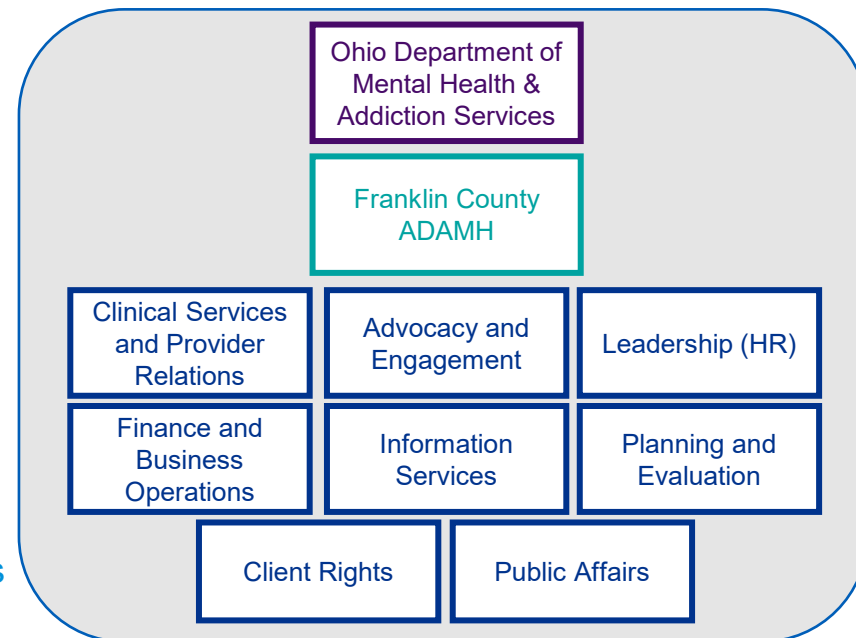 Ohio Department of
Mental Health &
Addiction Services
Franklin County
ADAMH
Clinical Services
and Provider
Relations
Advocacy and
Engagement
Leadership (HR)
Finance and
Business
Operations
Information
Services
Planning and
Evaluation
s
Client Rights
Public Affairs